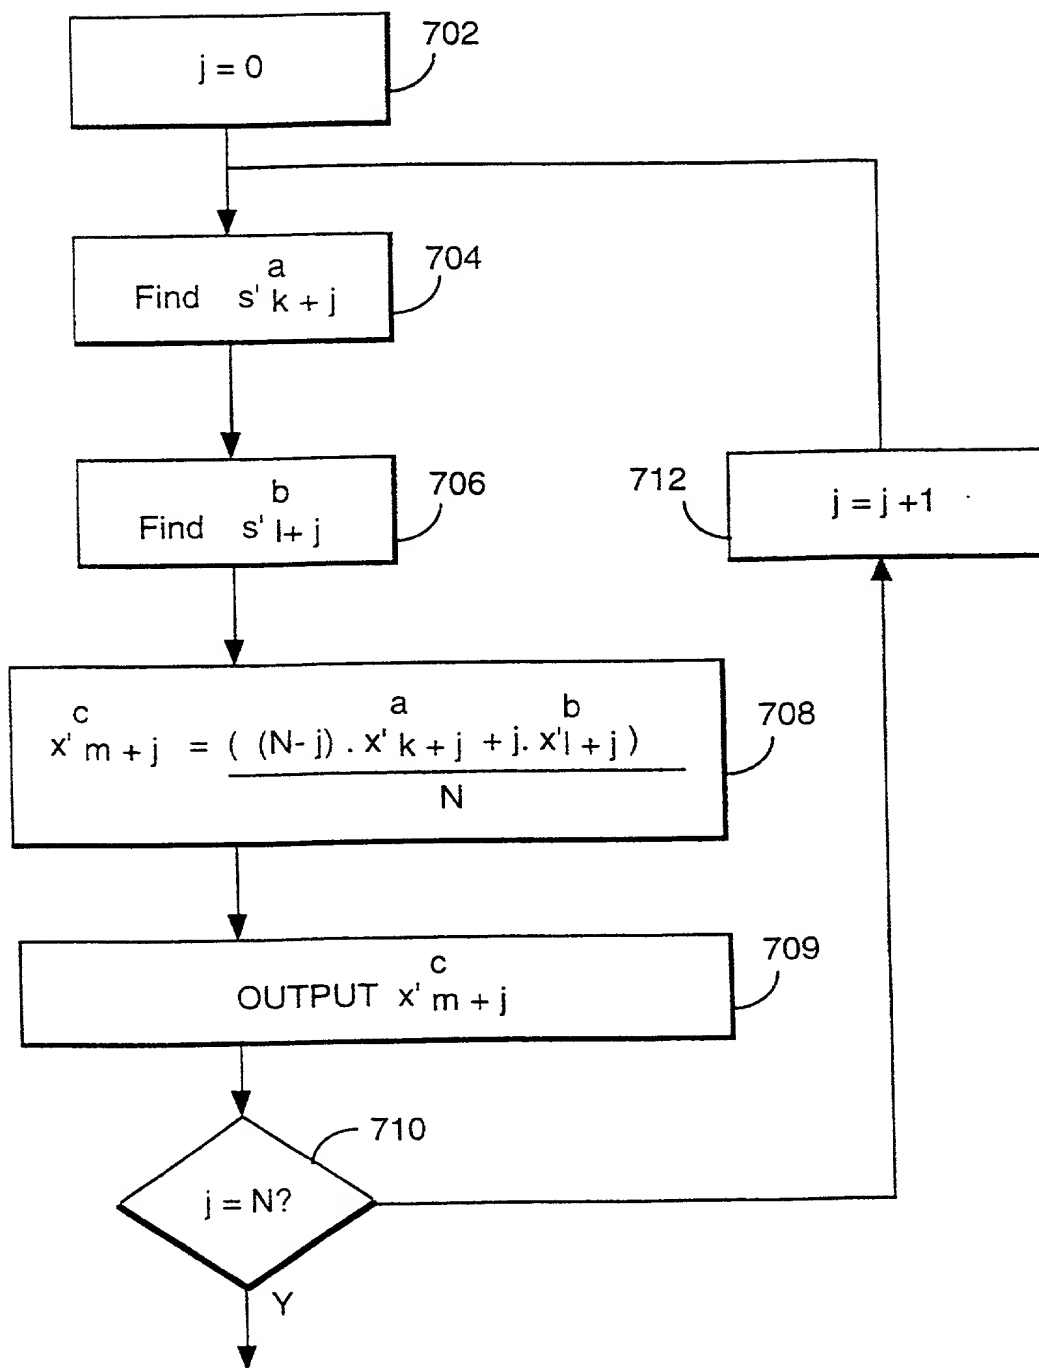 702
j = 0
704
a
Find s' k + j
706
b
Find s' l+ j
712
j = j +1
708
c a b
x' m + j = ( (N- j) . x' k + j + j. x'l + j )
N
709
c
OUTPUT x' m + j
710
j = N?
Y